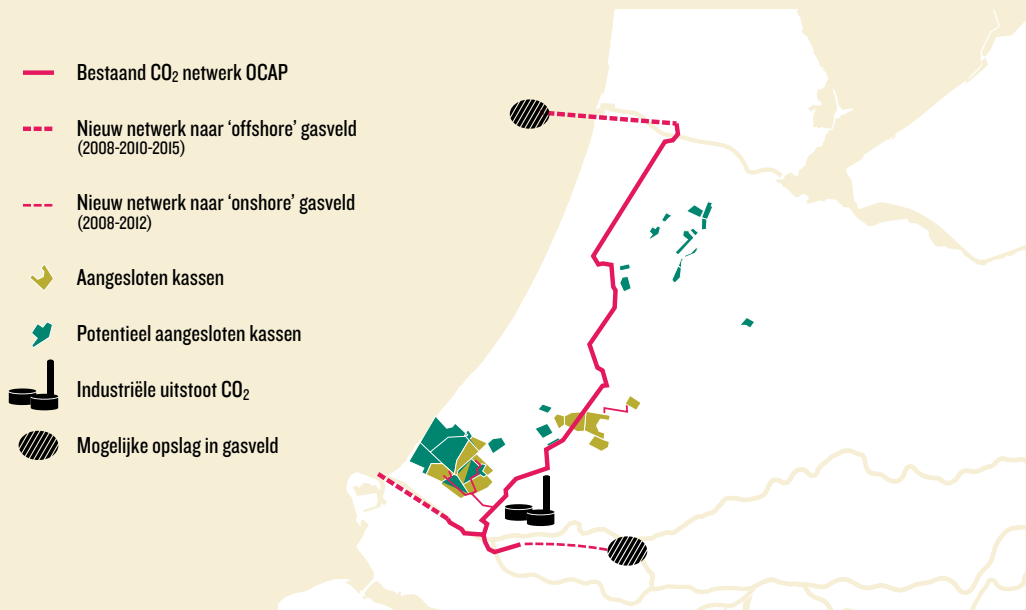 Bestaand CO₂ netwerk OCAP
Nieuw netwerk naar ‘offshore’ gasveld
(2008-2010-2015)
Nieuw netwerk naar ‘onshore’ gasveld
(2008-2012)
Aangesloten kassen
Potentieel aangesloten kassen
Industriële uitstoot CO₂
Mogelijke opslag in gasveld